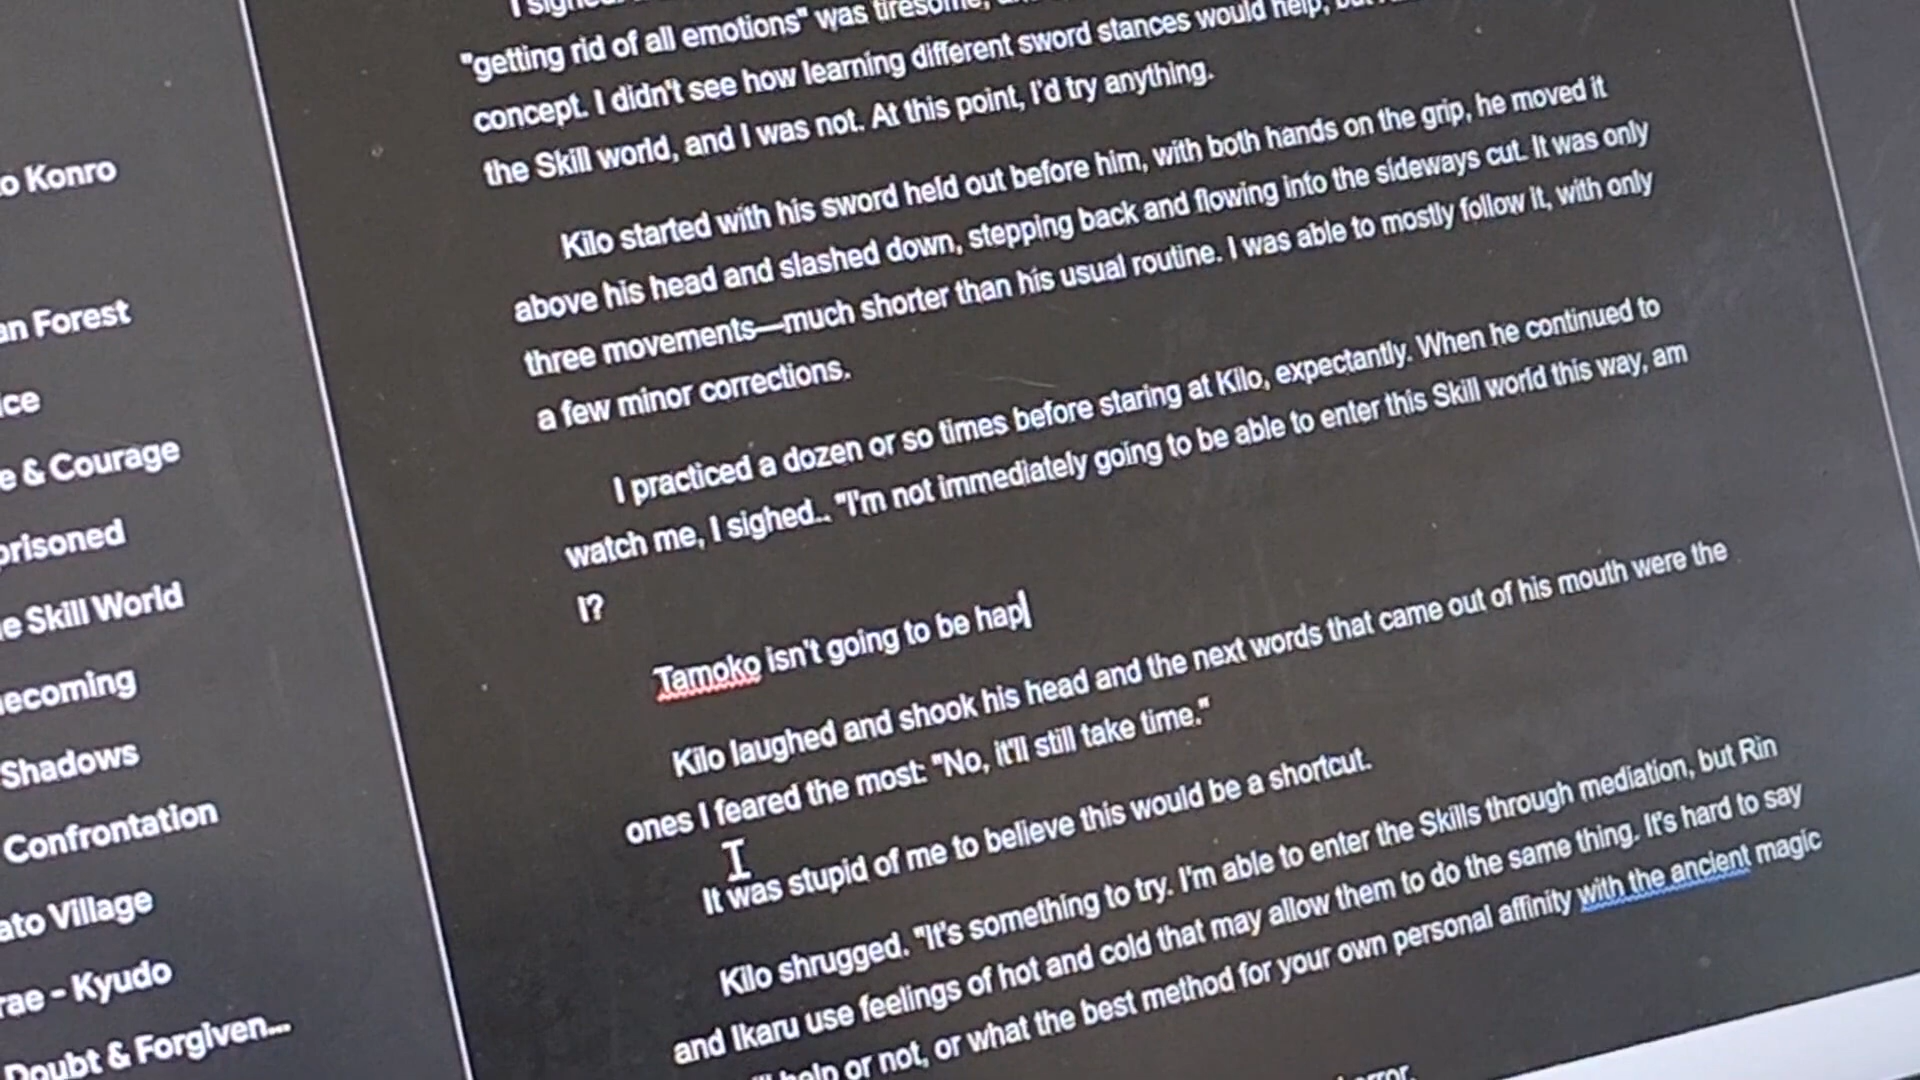 o Konro
an Forest
ice
e & Courage
prisoned
e Skill World
ecoming
Shadows
Confrontation
ato Village
rae - Kyudo
Doubt & Forgiven...
I sighed.
"getting rid of all emotions" was tiresome,
concept. I didn't see how learning different sword stances would help, but
the Skill world, and I was not. At this point, I'd try anything.
Kilo started with his sword held out before him, with both hands on the grip, he moved it
above his head and slashed down, stepping back and flowing into the sideways cut. It was only
three movements—much shorter than his usual routine. I was able to mostly follow it, with only
a few minor corrections.
I practiced a dozen or so times before staring at Kilo, expectantly. When he continued to
watch me, I sighed.. "I'm not immediately going to be able to enter this Skill world this way, am
I?
Tamoko isn't going to be hap
Kilo laughed and shook his head and the next words that came out of his mouth were the
ones I feared the most: "No, it'll still take time."
It was stupid of me to believe this would be a shortcut.
Kilo shrugged. "It's something to try. I'm able to enter the Skills through mediation, but Rin
and Ikaru use feelings of hot and cold that may allow them to do the same thing. It's hard to say
help or not, or what the best method for your own personal affinity with the ancient magic